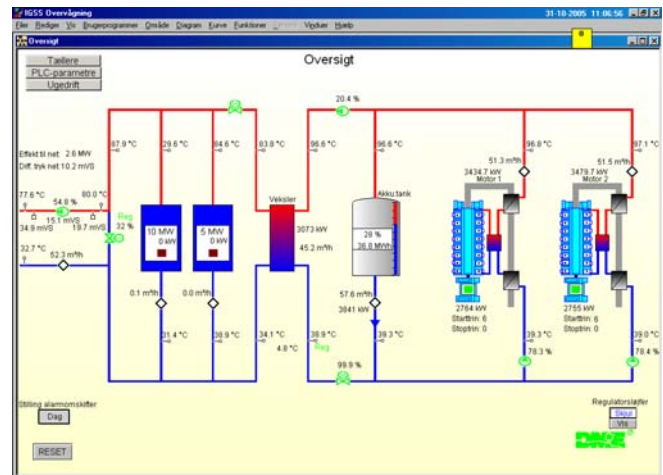 IGSS Overvågning
31-10-2005 11:06:56
Filer Rediger Vis Brugerprogrammer Område Diagram Kurve Funktioner Vinduer Hjælp
Oversigt
Oversigt
Tællere
PLC-parametre
Ugedrift
20.4 %
87.9 °C
29.6 °C
64.6 °C
83.8 °C
96.6 °C
96.6 °C
96.8 °C
97.1 °C
Effekt til net 2.6 MW
Diff. tryk net 10.2 mVS
51.3 m³/h
51.5 m³/h
3434.7 kW
Motor 1
3479.7 kW
Motor 2
77.6 °C
54.8 %
80.0 °C
15.1 mVS
34.9 mVS
19.7 mVS
Reg
32 %
Veksler
Akku.tank
10 MW
0 kW
5 MW
0 kW
3073 kW
45.2 m³/h
28 %
36.0 MWh
32.7 °C
52.3 m³/h
0.1 m³/h
0.0 m³/h
57.6 m³/h
3841 kW
2764 kW
Starttrin: 6
Stoptrin: 0
2755 kW
Starttrin: 6
Stoptrin: 0
31.4 °C
38.9 °C
34.1 °C
38.9 °C
39.3 °C
39.3 °C
39.0 °C
4.8 °C
Reg
78.3 %
78.4 %
99.9 %
Stilling alarmomskifter
Dag
RESET
Regulatorsløjfer
Skjul
Vis